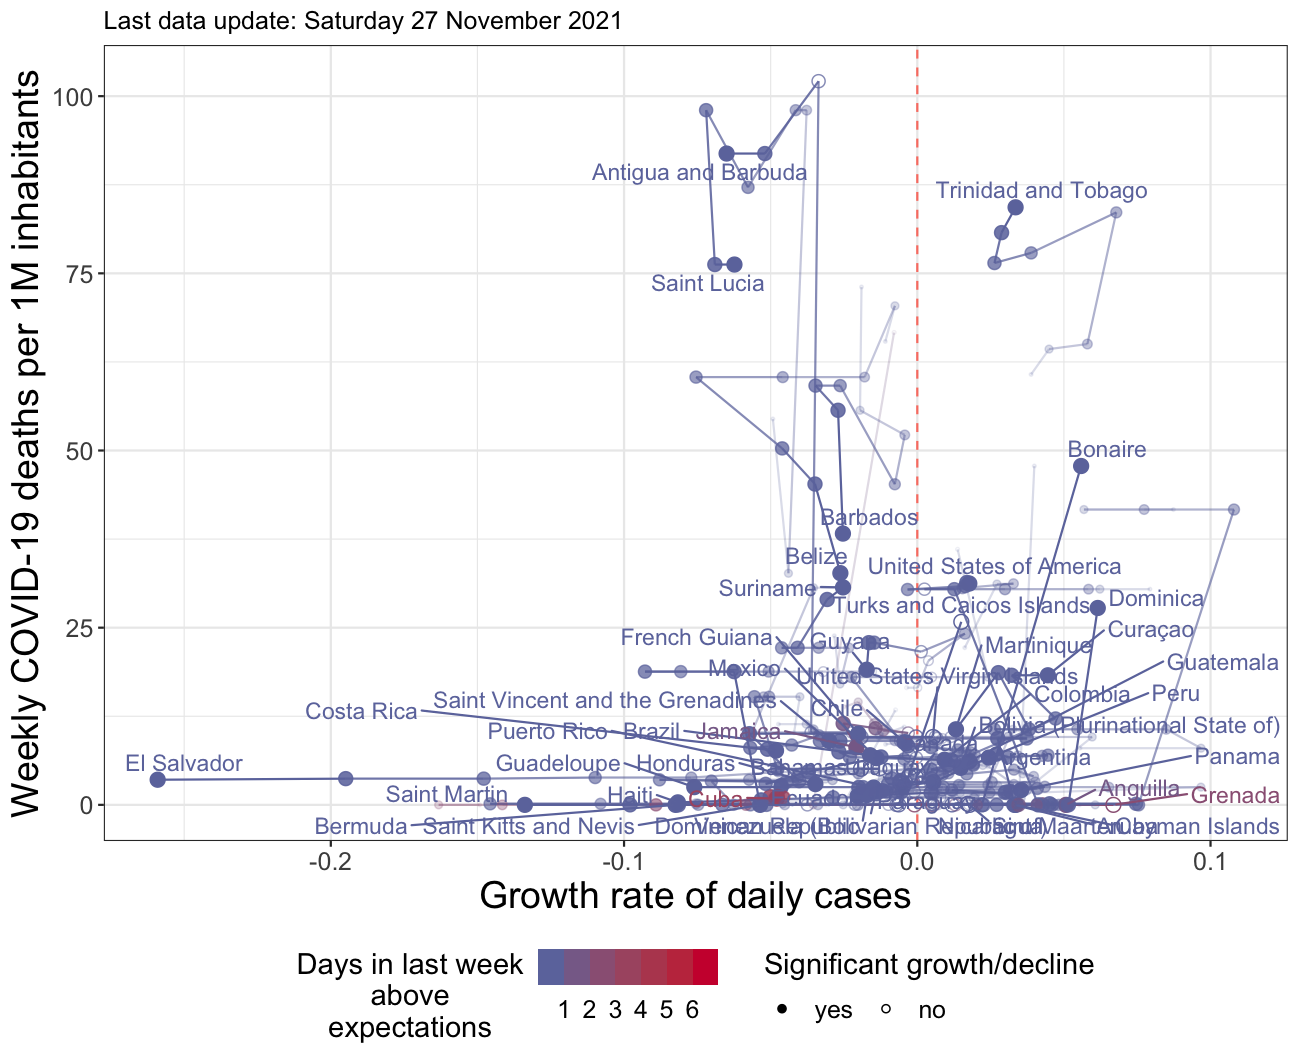 Last data update: Saturday 27 November 2021
Weekly COVID-19 deaths per 1M inhabitants
100
75
50
25
0
Antigua and Barbuda
Trinidad and Tobago
Saint Lucia
Bonaire
Barbados
Belize
United States of America
Suriname
Turks and Caicos Islands
Dominica
French Guiana
Guyana
Martinique
Curaçao
Mexico
United States Virgin Islands
Guatemala
Saint Vincent and the Grenadines
Colombia
Peru
Costa Rica
Chile
Puerto Rico
Brazil
Jamaica
Bolivia (Plurinational State of)
El Salvador
Guadeloupe
Honduras
Bahamas
Panama
Saint Martin
Haiti
Cuba
Anguilla
Grenada
Bermuda
Saint Kitts and Nevis
Cayman Islands
-0.2
-0.1
0.0
0.1
Growth rate of daily cases
Days in last week
above
expectations
1 2 3 4 5 6
Significant growth/decline
yes
no